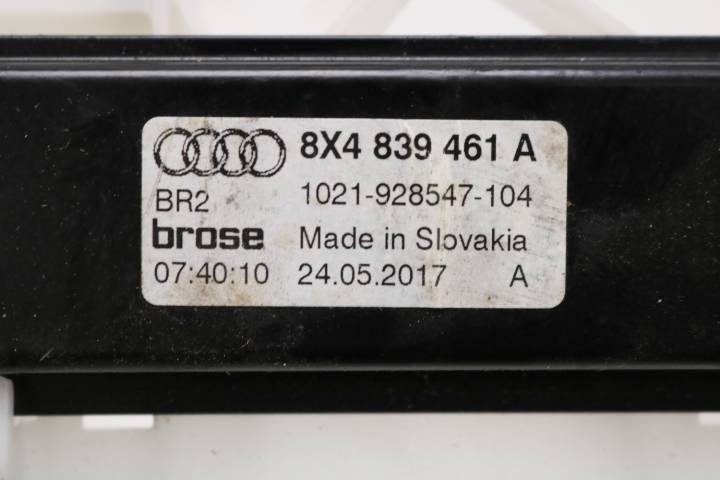 8X4 839 461 A
BR2 1021-928547-104
brose Made in Slovakia
07:40:10 24.05.2017 A